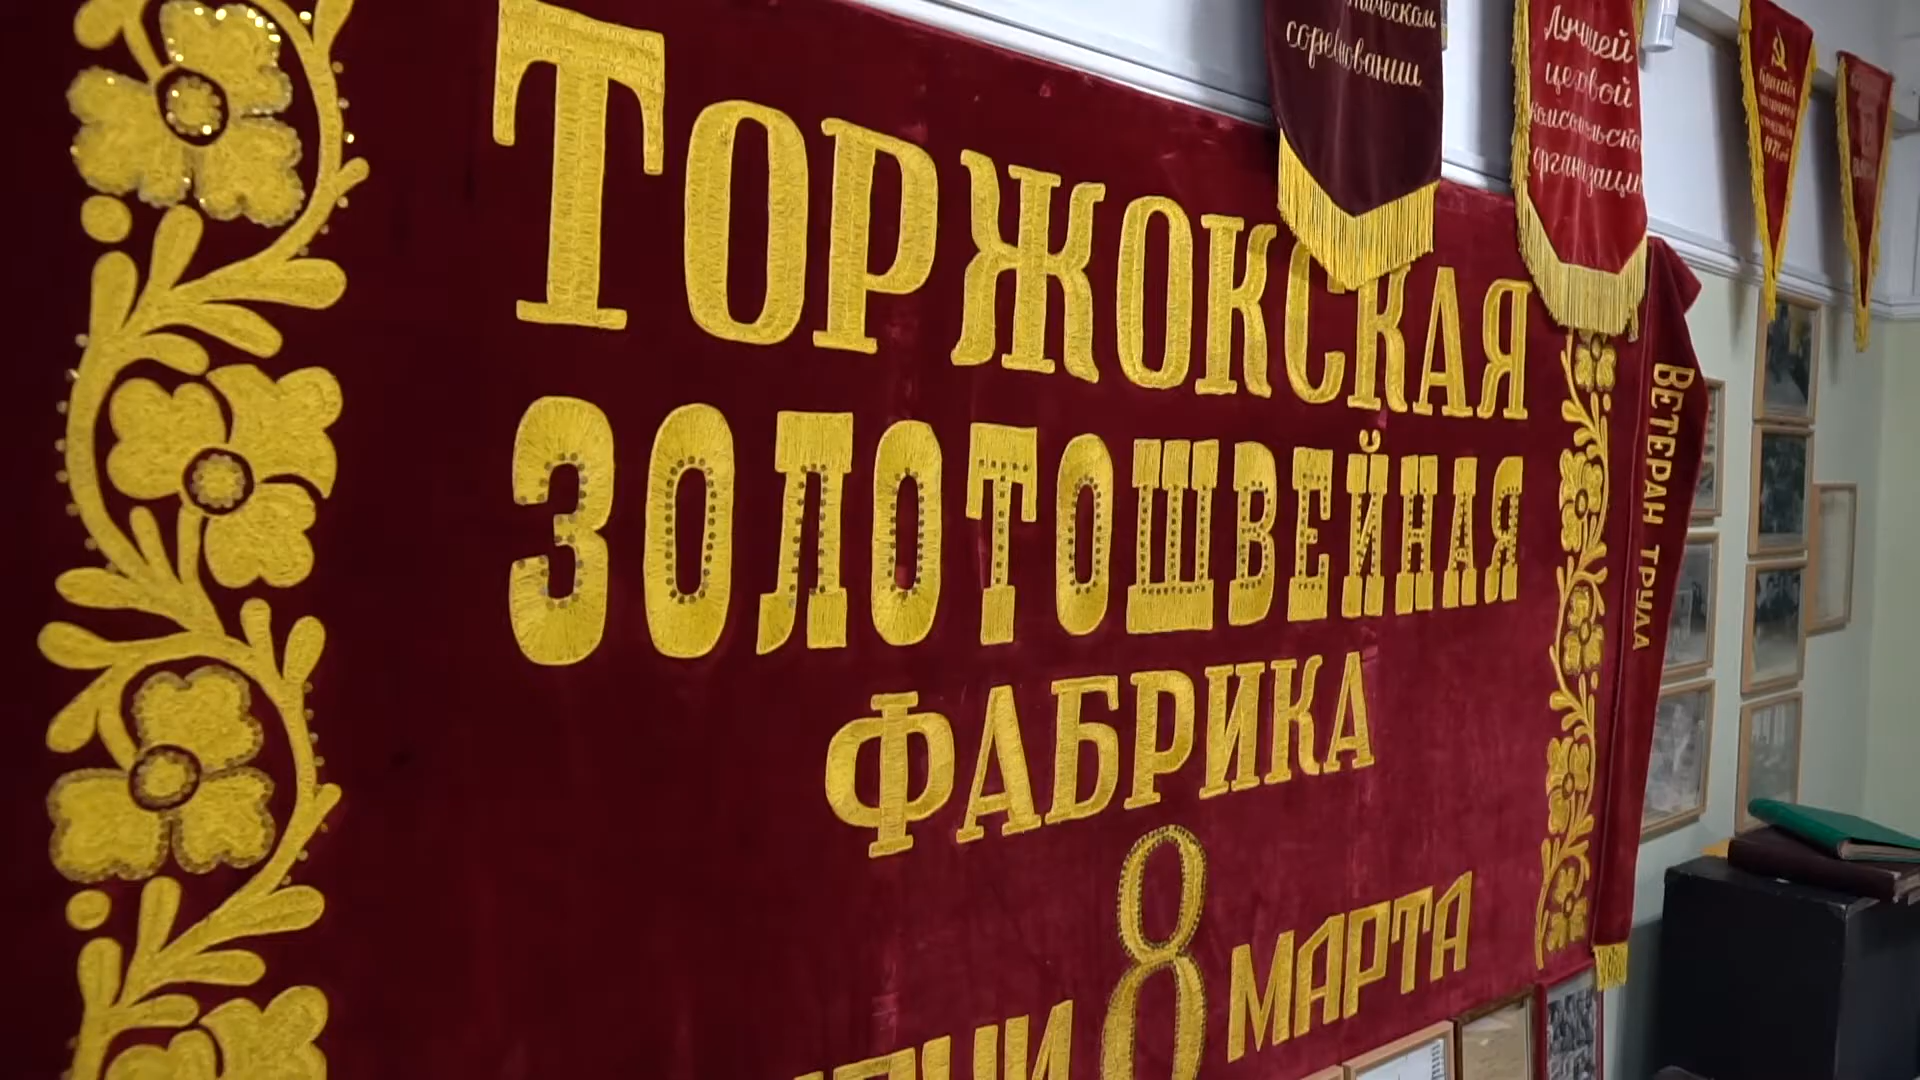 ТОРЖОКСКАЯ
ЗОЛОТОШВЕЙНАЯ
ФАБРИКА
8 МАРТА
соревновании
Лучшей
цеховой
комсомольской
организации
ВЕТЕРАН ТРУДА